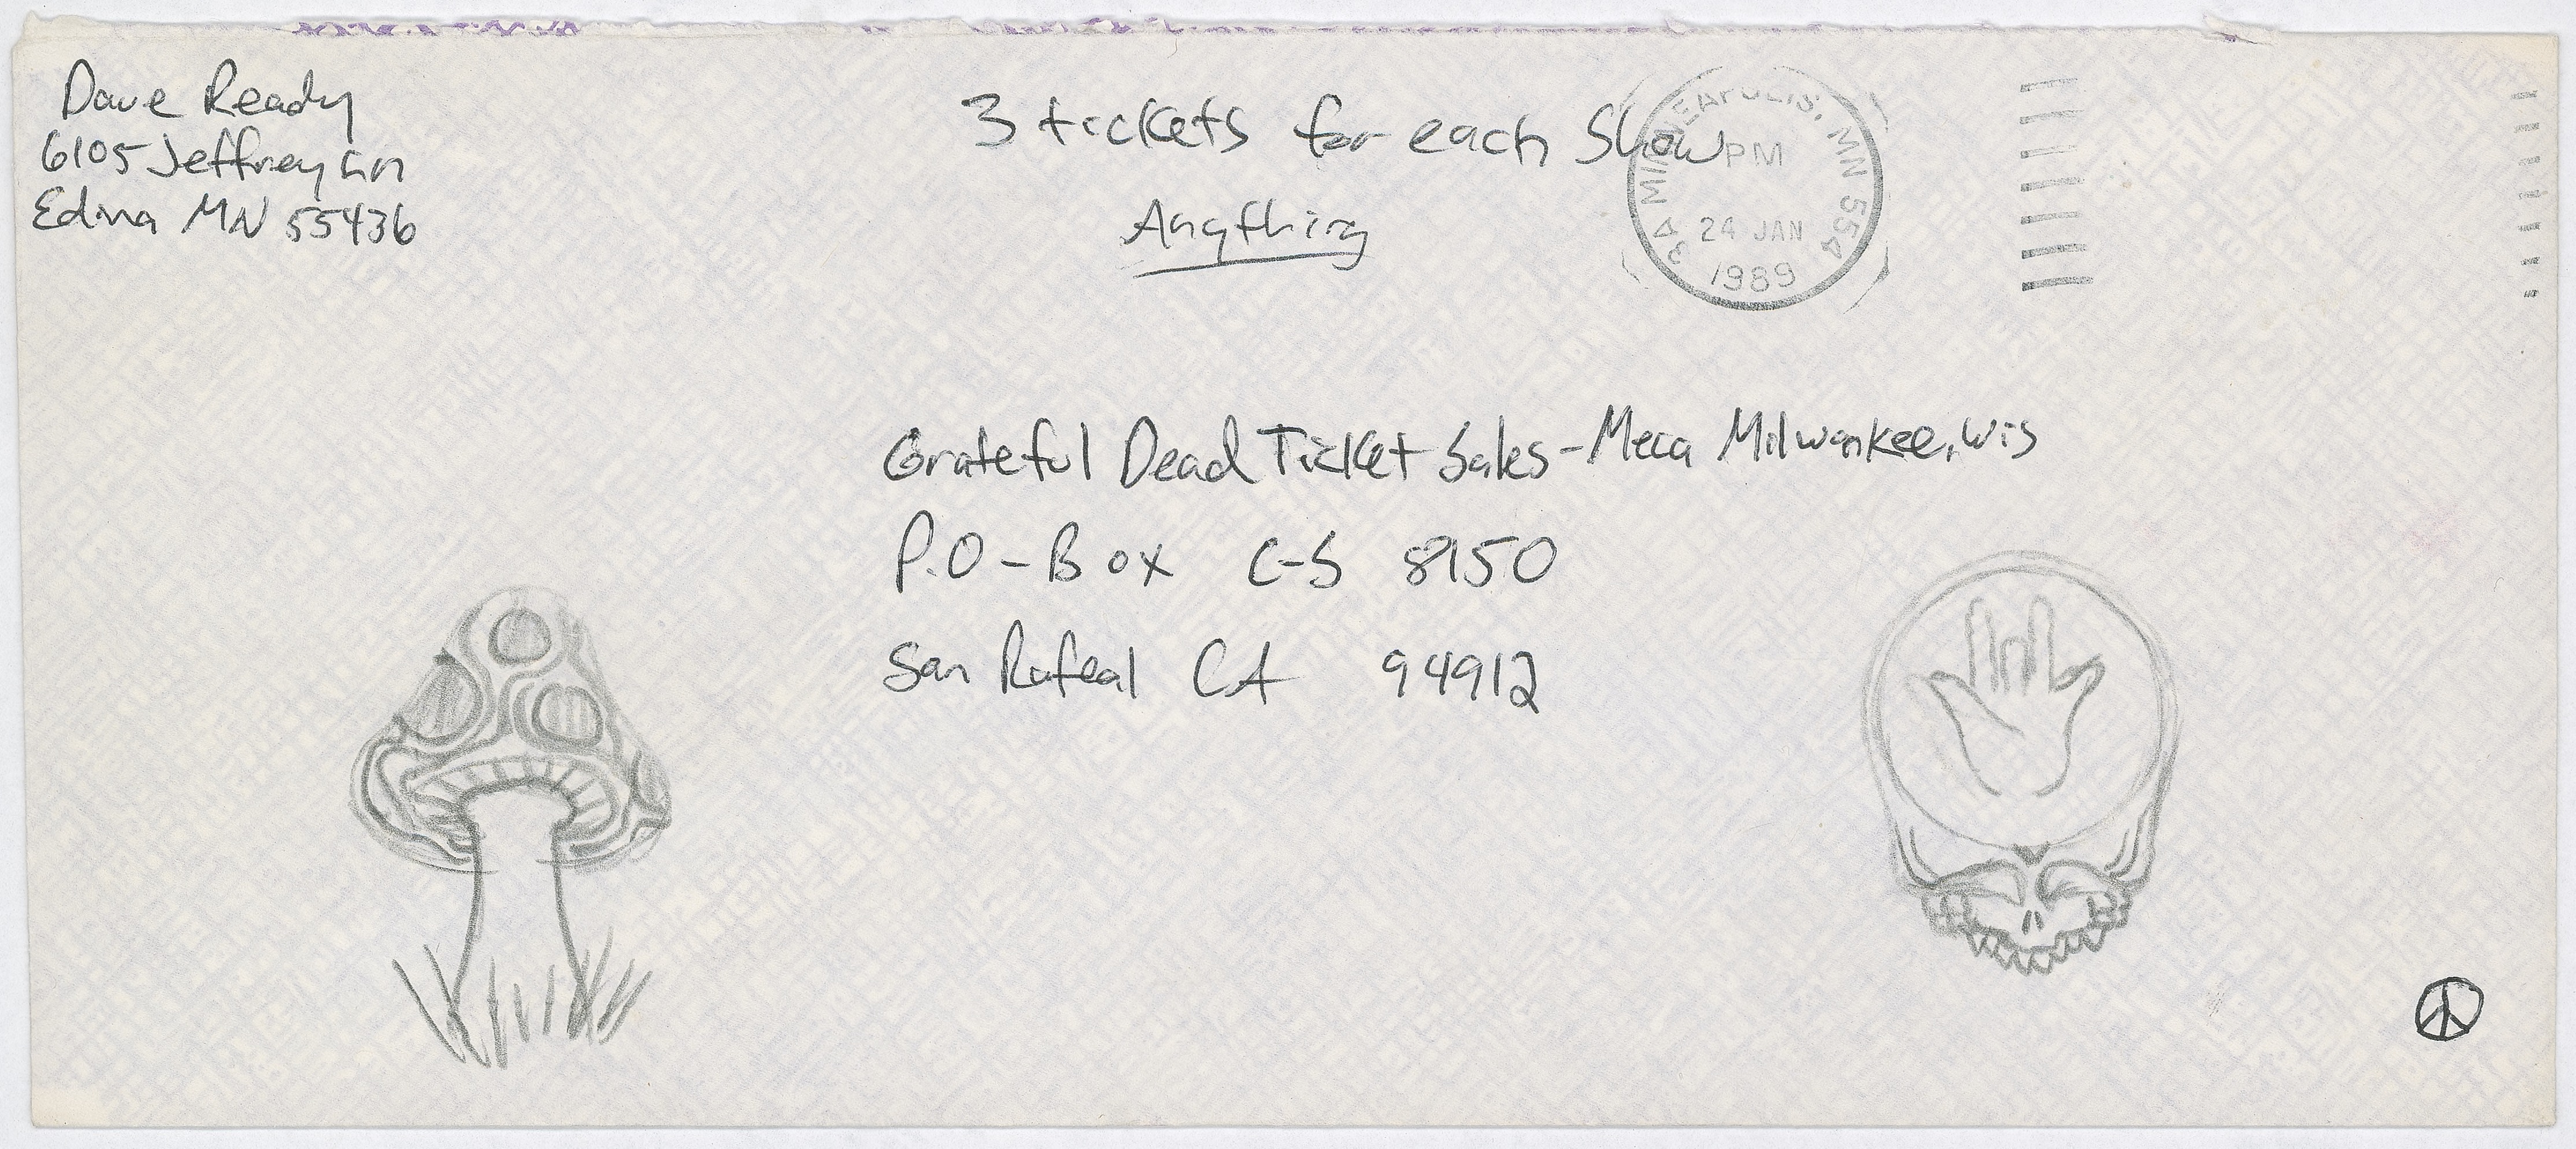 Dave Ready
6105 Jeffrey Ln
Edina MN 55436
3 tickets for each Show
Anything
MINNEAPOLIS, MN 554
PM
24 JAN
1989
Grateful Dead Ticket Sales-Meca Milwaukee, Wis
P.O-Box C-S 8150
San Rafeal CA 94912